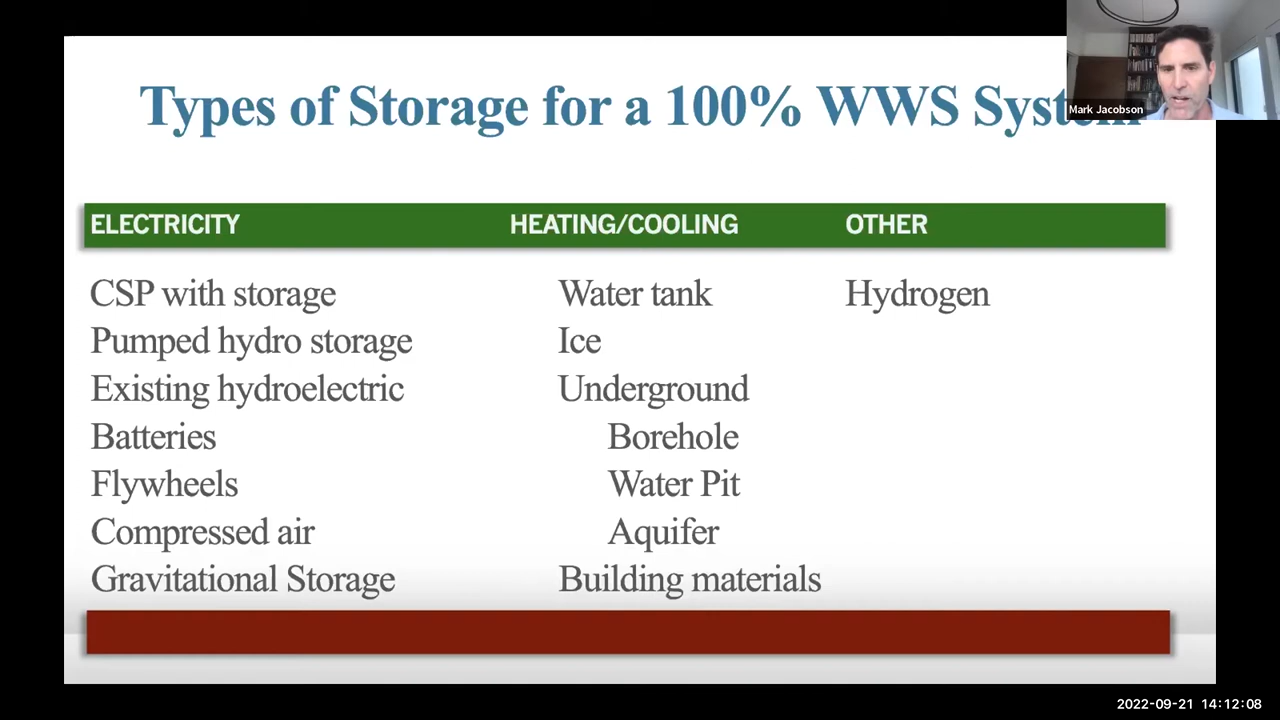 Types of Storage for a 100% WWS System
Mark Jacobson
ELECTRICITY HEATING/COOLING OTHER
CSP with storage Water tank Hydrogen
Pumped hydro storage Ice
Existing hydroelectric Underground
Batteries Borehole
Flywheels Water Pit
Compressed air Aquifer
Gravitational Storage Building materials
2022-09-21 14:12:08